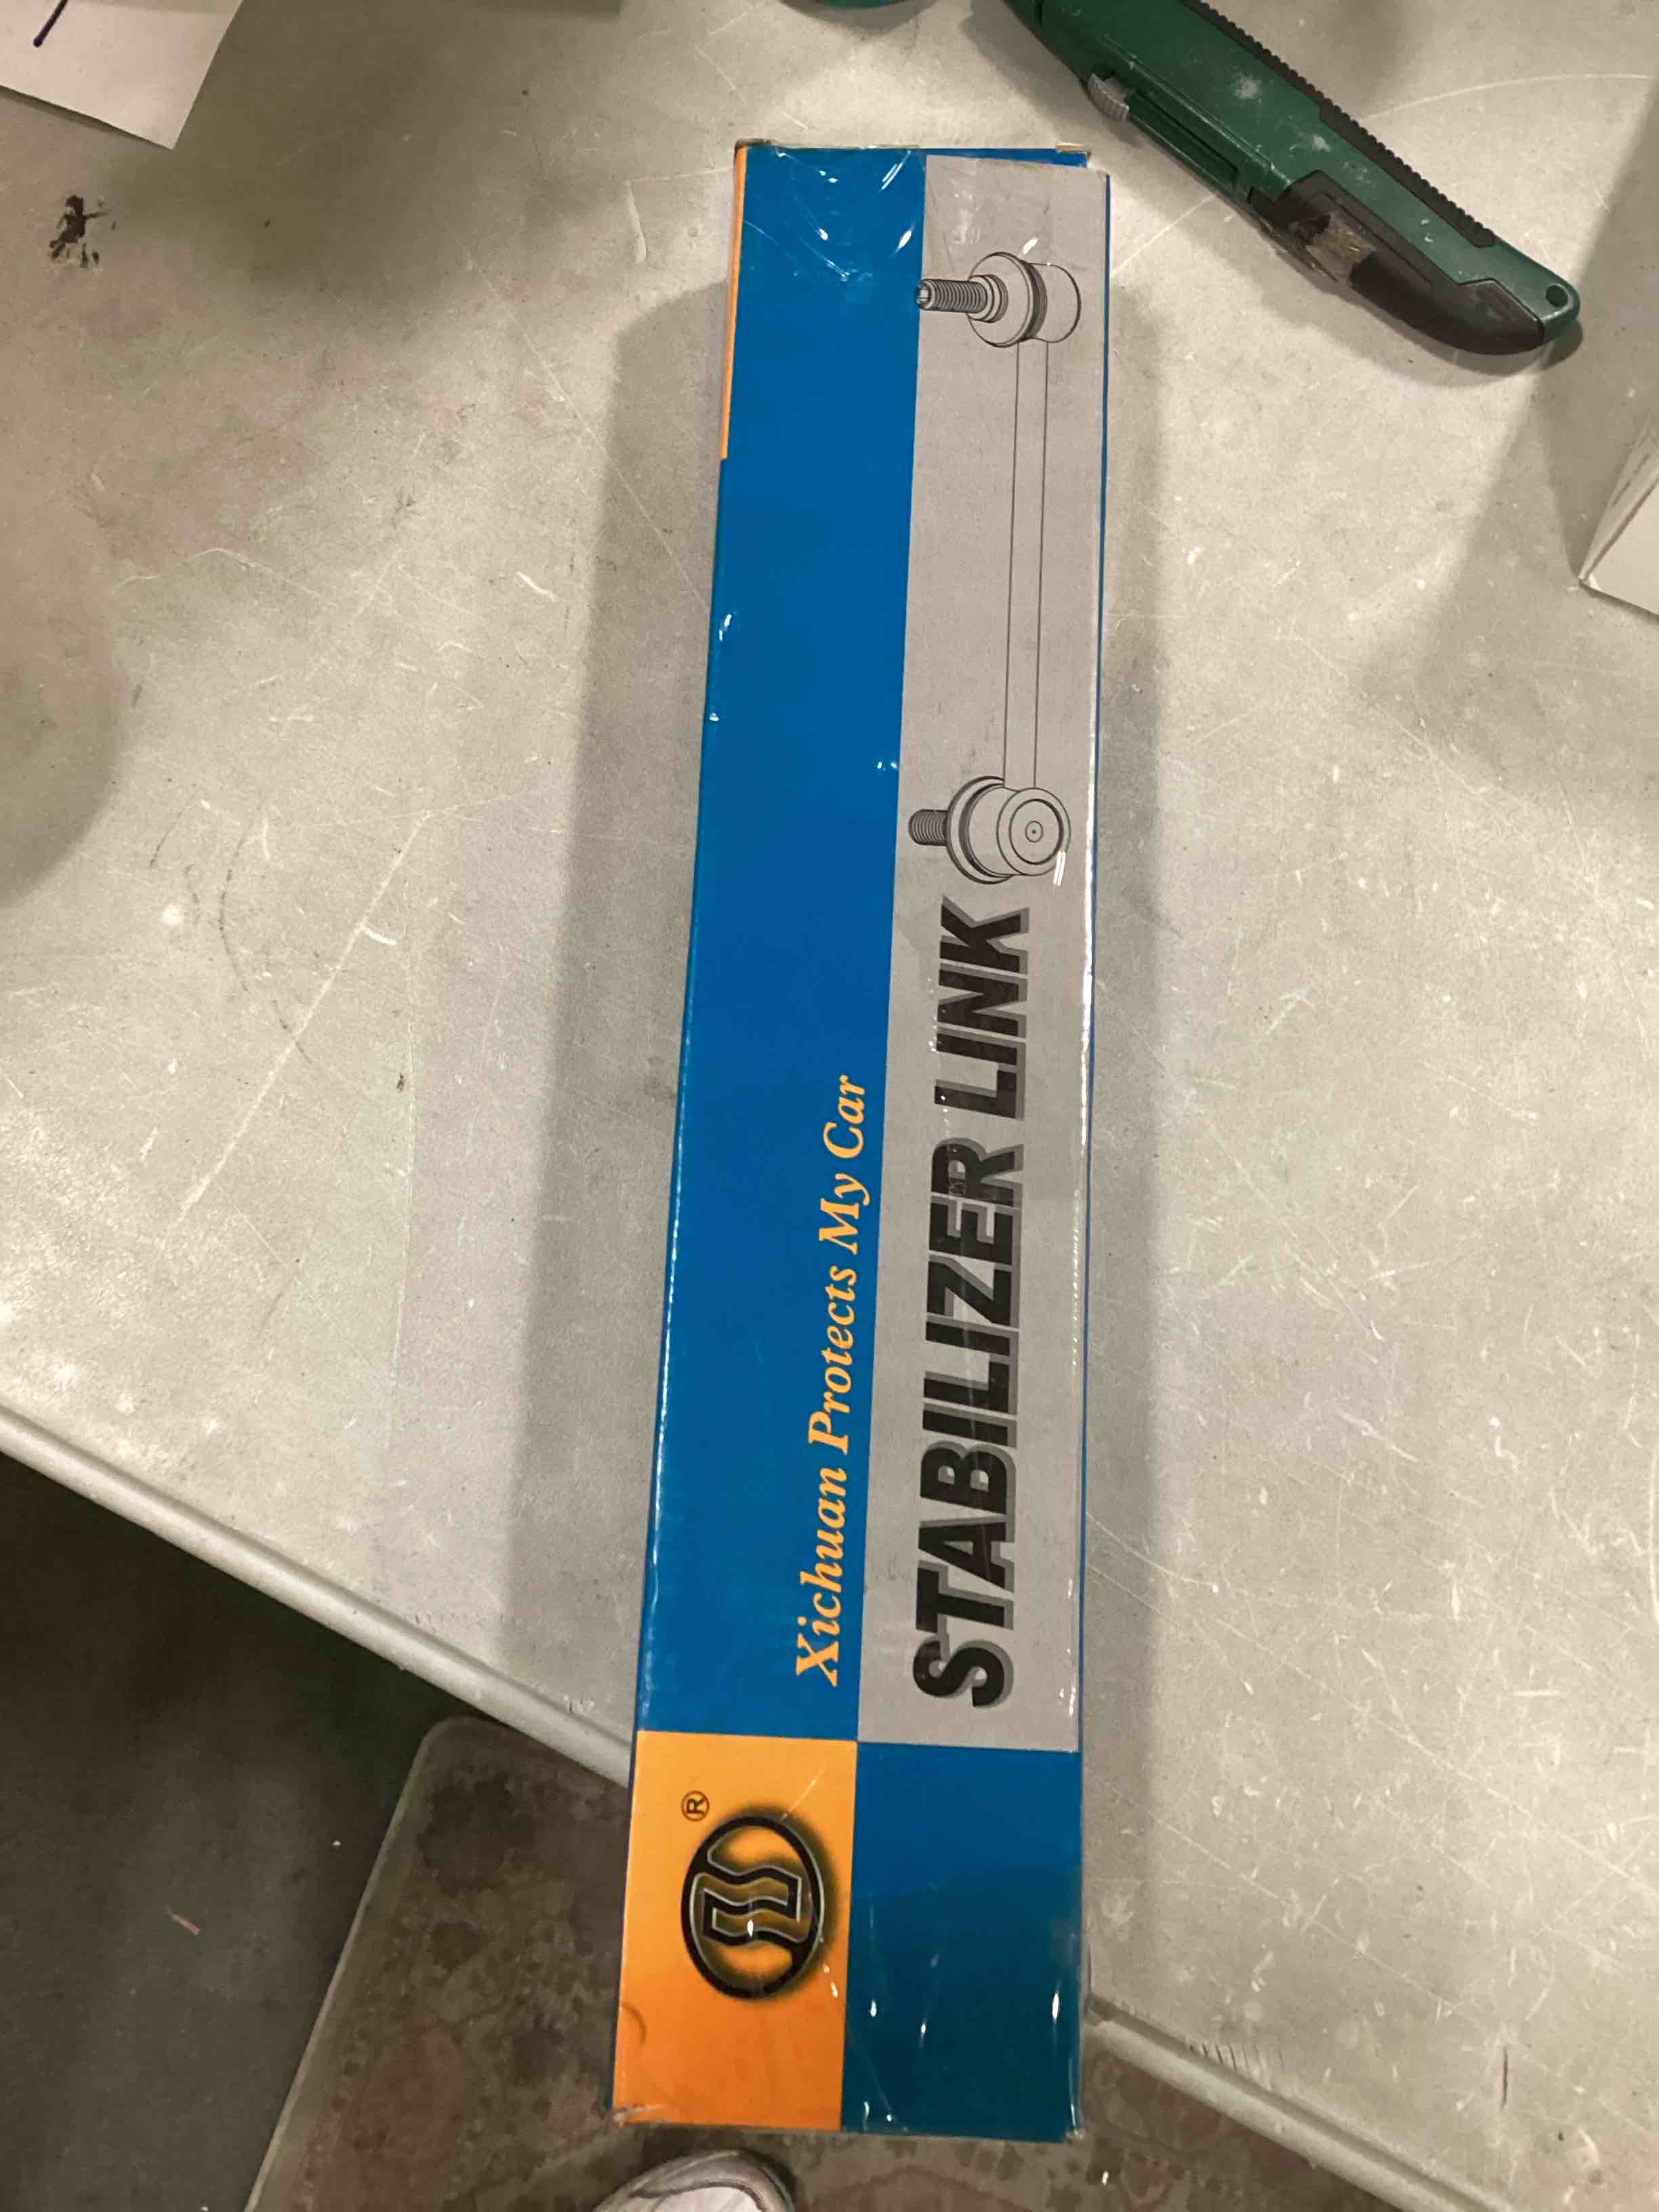 ®
Xichuan Protects My Car
STABILIZER LINK